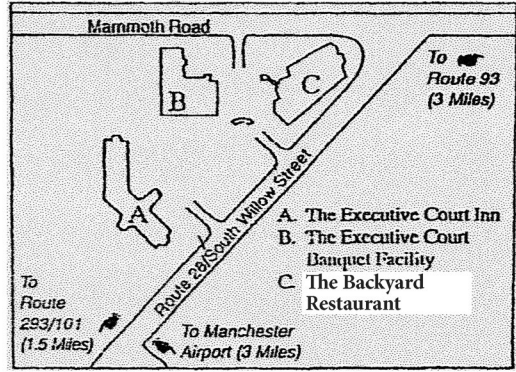 Mammoth Road
To
Route 93
(3 Miles)
B
C
A
Route 28/South Willow Street
A. The Executive Court Inn
B. The Executive Court
Banquet Facility
C. The Backyard
Restaurant
To
Route
293/101
(1.5 Miles)
To Manchester
Airport (3 Miles)